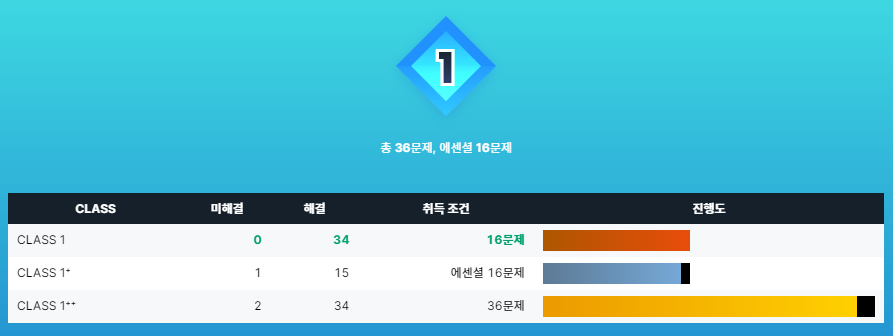 1
총 36문제, 에센셜 16문제
CLASS 미해결 해결 취득 조건 진행도
CLASS 1 0 34 16문제
CLASS 1+ 1 15 에센셜 16문제
CLASS 1++ 2 34 36문제